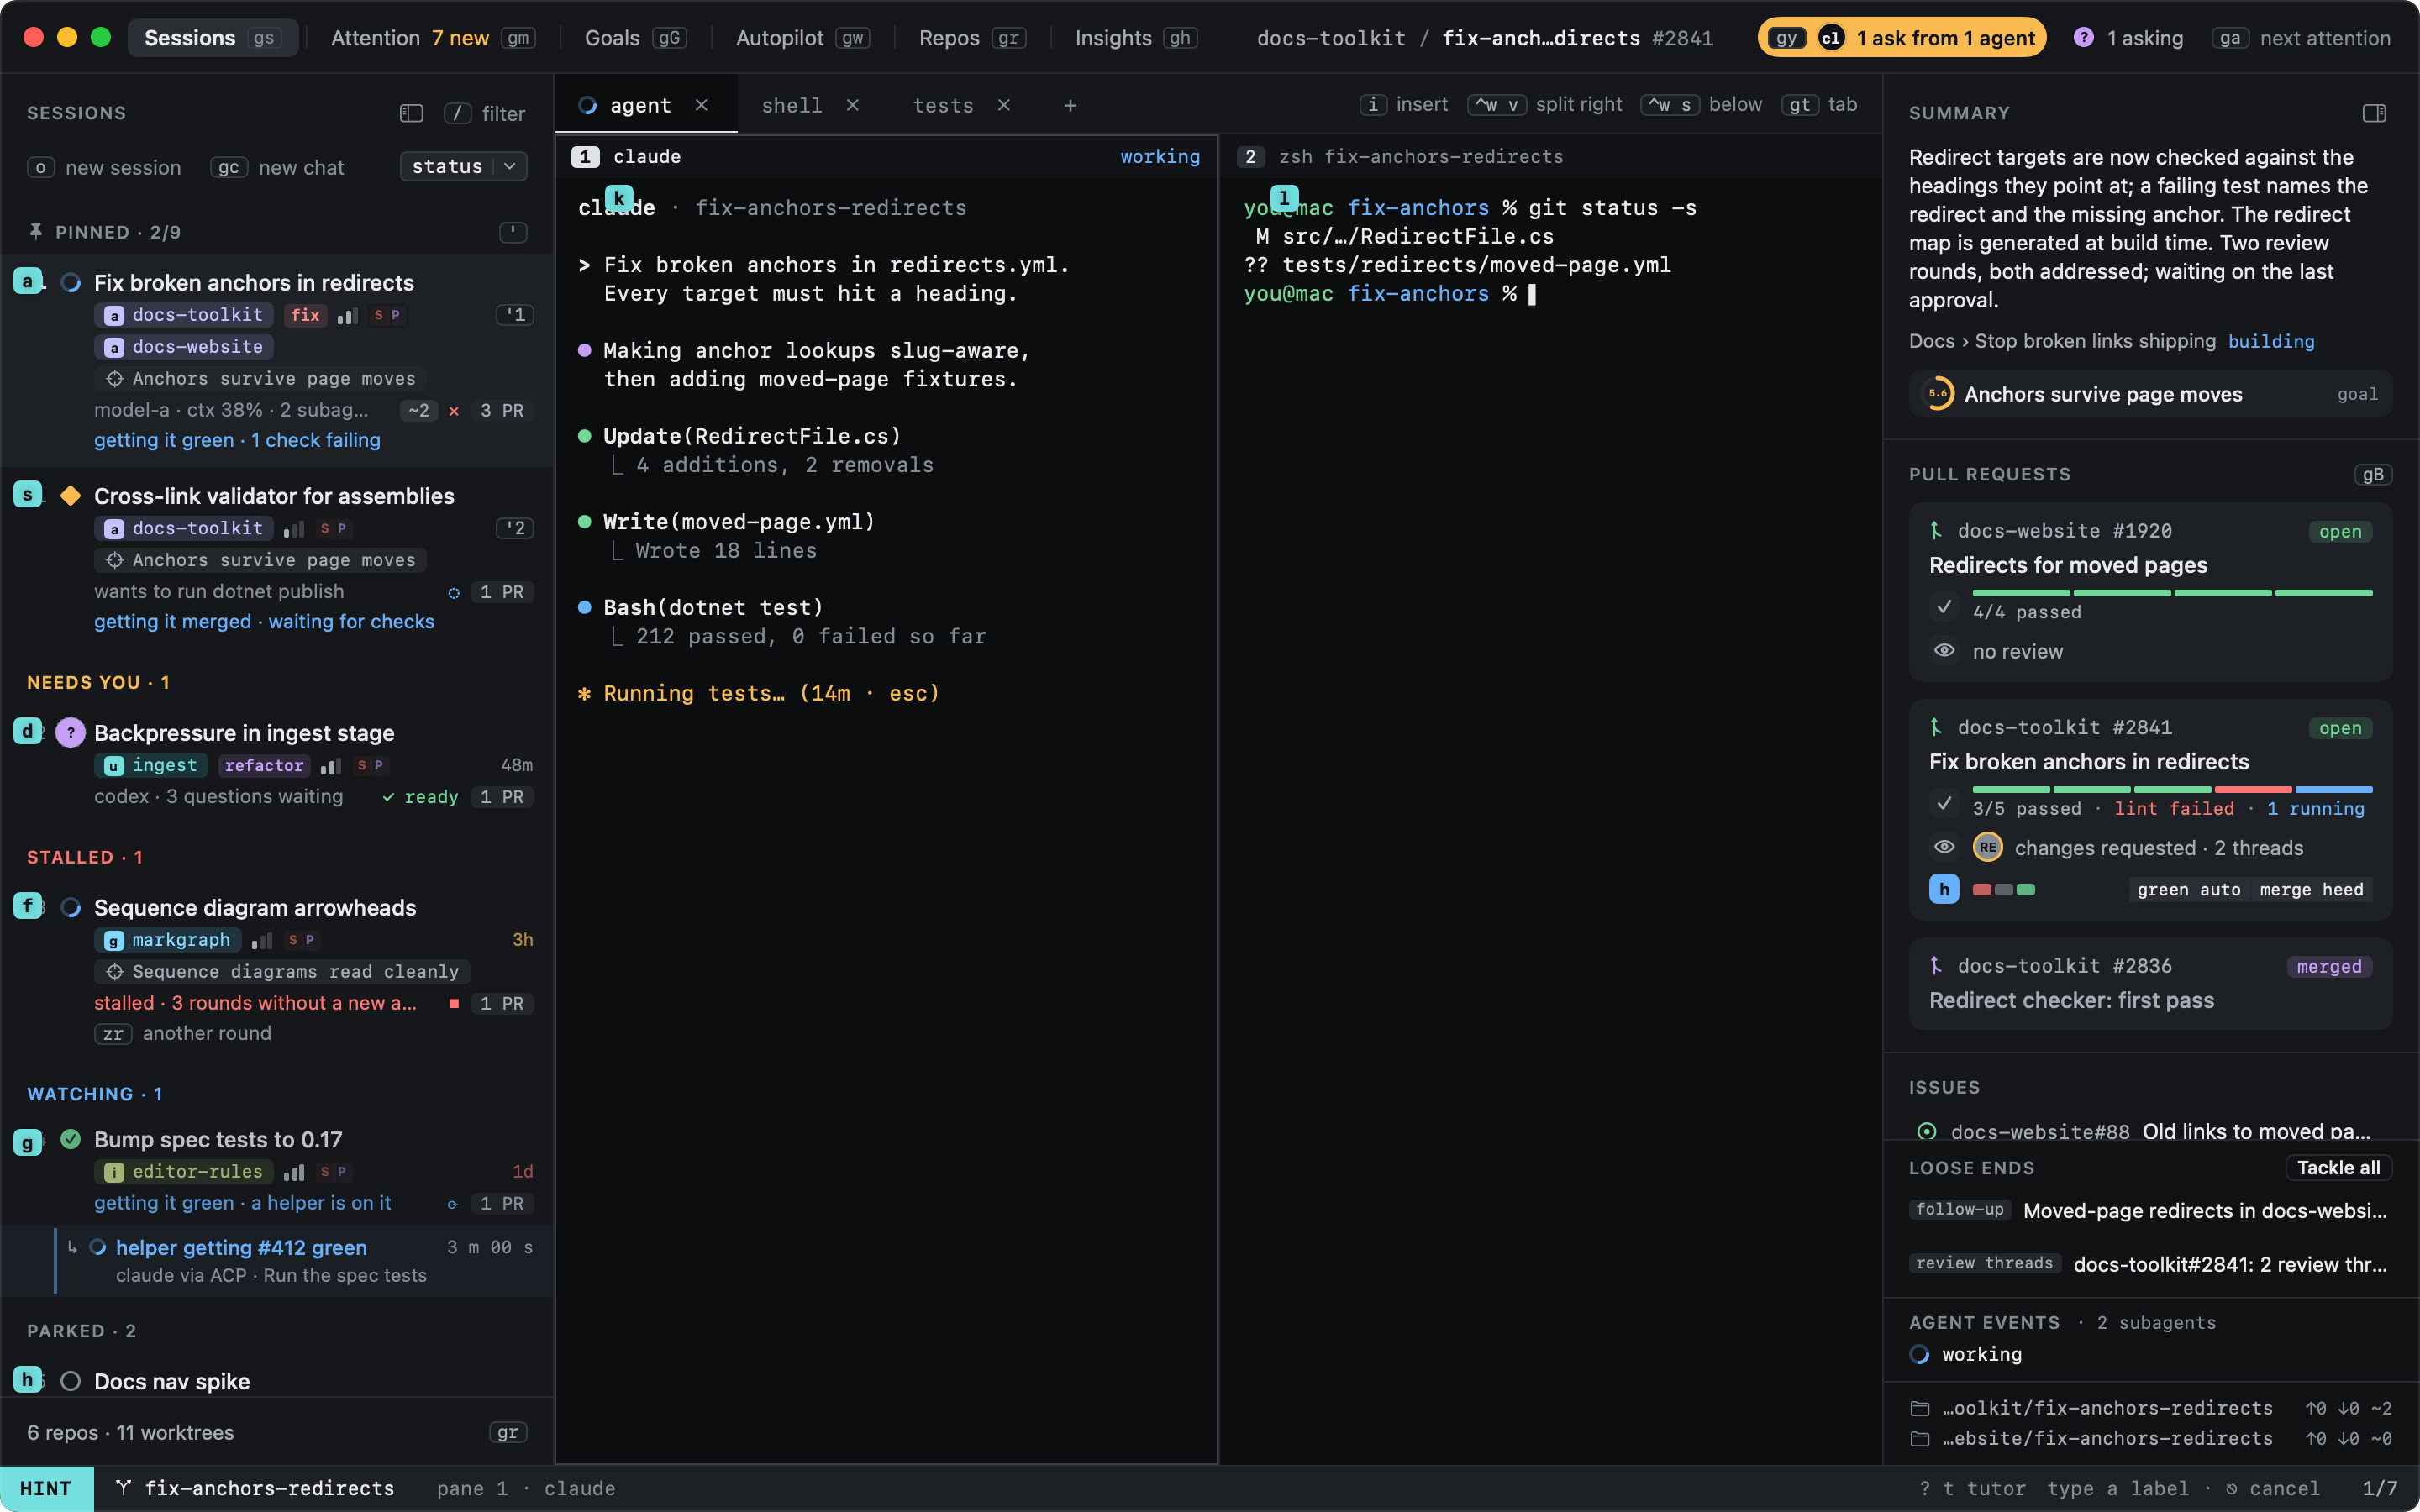 Sessions gs Attention 7 new gm Goals gG Autopilot gw Repos gr Insights gh docs-toolkit / fix-anch…directs #2841 gy cl 1 ask from 1 agent ? 1 asking ga next attention
SESSIONS / filter
o new session gc new chat status
PINNED · 2/9 '
a Fix broken anchors in redirects
a docs-toolkit fix S P '1
a docs-website
Anchors survive page moves
model-a · ctx 38% · 2 subag… ~2 × 3 PR
getting it green · 1 check failing
s Cross-link validator for assemblies
a docs-toolkit S P '2
Anchors survive page moves
wants to run dotnet publish 1 PR
getting it merged · waiting for checks
NEEDS YOU · 1
d ? Backpressure in ingest stage
u ingest refactor S P 48m
codex · 3 questions waiting ✓ ready 1 PR
STALLED · 1
f Sequence diagram arrowheads
g markgraph S P 3h
Sequence diagrams read cleanly
stalled · 3 rounds without a new a… 1 PR
zr another round
WATCHING · 1
g Bump spec tests to 0.17
i editor-rules S P 1d
getting it green · a helper is on it 1 PR
↳ helper getting #412 green 3 m 00 s
claude via ACP · Run the spec tests
PARKED · 2
h Docs nav spike
6 repos · 11 worktrees gr
agent × shell × tests × + i insert ^w v split right ^w s below gt tab
1 claude working
k
claude · fix-anchors-redirects
> Fix broken anchors in redirects.yml.
Every target must hit a heading.
● Making anchor lookups slug-aware,
then adding moved-page fixtures.
● Update(RedirectFile.cs)
⎿ 4 additions, 2 removals
● Write(moved-page.yml)
⎿ Wrote 18 lines
● Bash(dotnet test)
⎿ 212 passed, 0 failed so far
✻ Running tests… (14m · esc)
2 zsh fix-anchors-redirects
l
you@mac fix-anchors % git status -s
M src/…/RedirectFile.cs
?? tests/redirects/moved-page.yml
you@mac fix-anchors %
SUMMARY
Redirect targets are now checked against the
headings they point at; a failing test names the
redirect and the missing anchor. The redirect
map is generated at build time. Two review
rounds, both addressed; waiting on the last
approval.
Docs › Stop broken links shipping building
5.6 Anchors survive page moves goal
PULL REQUESTS gB
docs-website #1920 open
Redirects for moved pages
4/4 passed
no review
docs-toolkit #2841 open
Fix broken anchors in redirects
3/5 passed · lint failed · 1 running
RE changes requested · 2 threads
h green auto merge heed
docs-toolkit #2836 merged
Redirect checker: first pass
ISSUES
docs-website#88 Old links to moved pa…
LOOSE ENDS Tackle all
follow-up Moved-page redirects in docs-websi…
review threads docs-toolkit#2841: 2 review thr…
AGENT EVENTS · 2 subagents
working
…oolkit/fix-anchors-redirects ↑0 ↓0 ~2
…ebsite/fix-anchors-redirects ↑0 ↓0 ~0
HINT fix-anchors-redirects pane 1 · claude ? t tutor type a label · ⎋ cancel 1/7